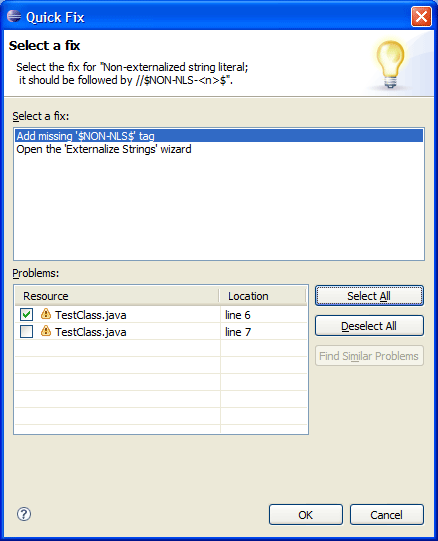 Quick Fix
Select a fix
Select the fix for "Non-externalized string literal;
it should be followed by //$NON-NLS-<n>$".
Select a fix:
Add missing '$NON-NLS$' tag
Open the 'Externalize Strings' wizard
Problems:
Resource Location
TestClass.java line 6
TestClass.java line 7
Select All
Deselect All
Find Similar Problems
? OK Cancel